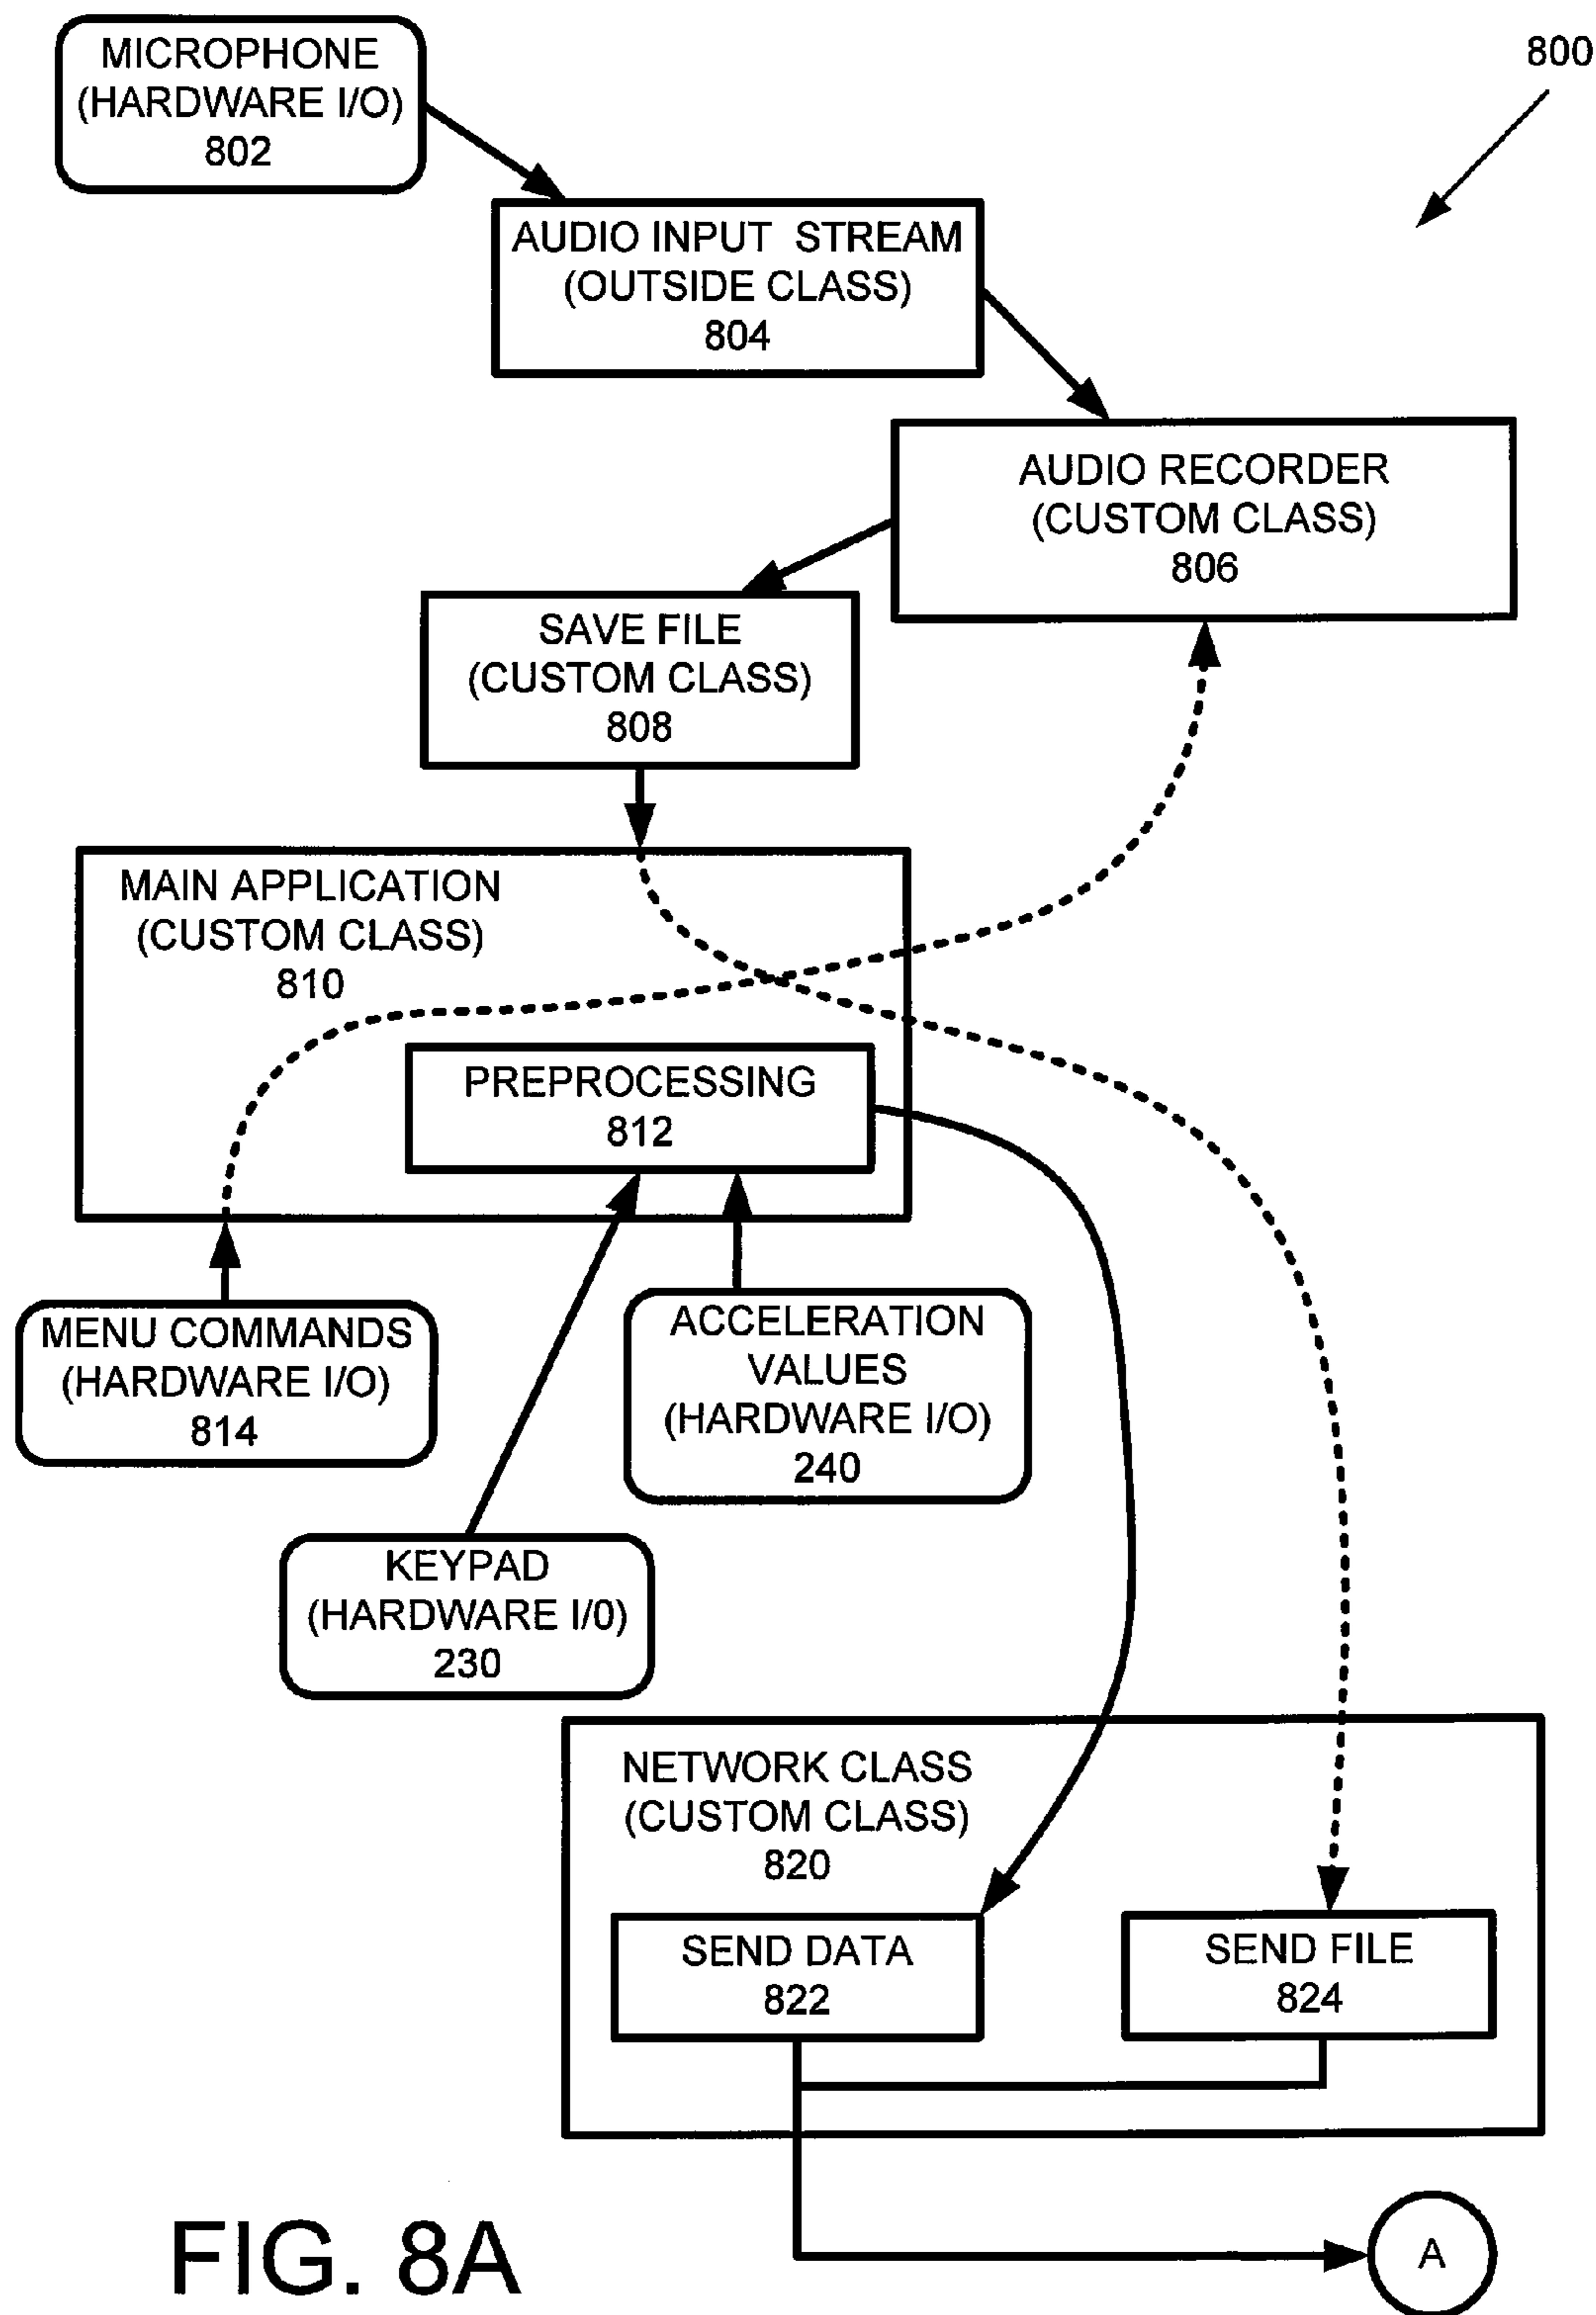 MICROPHONE
(HARDWARE I/O)
802
800
AUDIO INPUT STREAM
(OUTSIDE CLASS)
804
AUDIO RECORDER
(CUSTOM CLASS)
806
SAVE FILE
(CUSTOM CLASS)
808
MAIN APPLICATION
(CUSTOM CLASS)
810
PREPROCESSING
812
MENU COMMANDS
(HARDWARE I/O)
814
ACCELERATION
VALUES
(HARDWARE I/O)
240
KEYPAD
(HARDWARE I/0)
230
NETWORK CLASS
(CUSTOM CLASS)
820
SEND DATA
822
SEND FILE
824
A
FIG. 8A